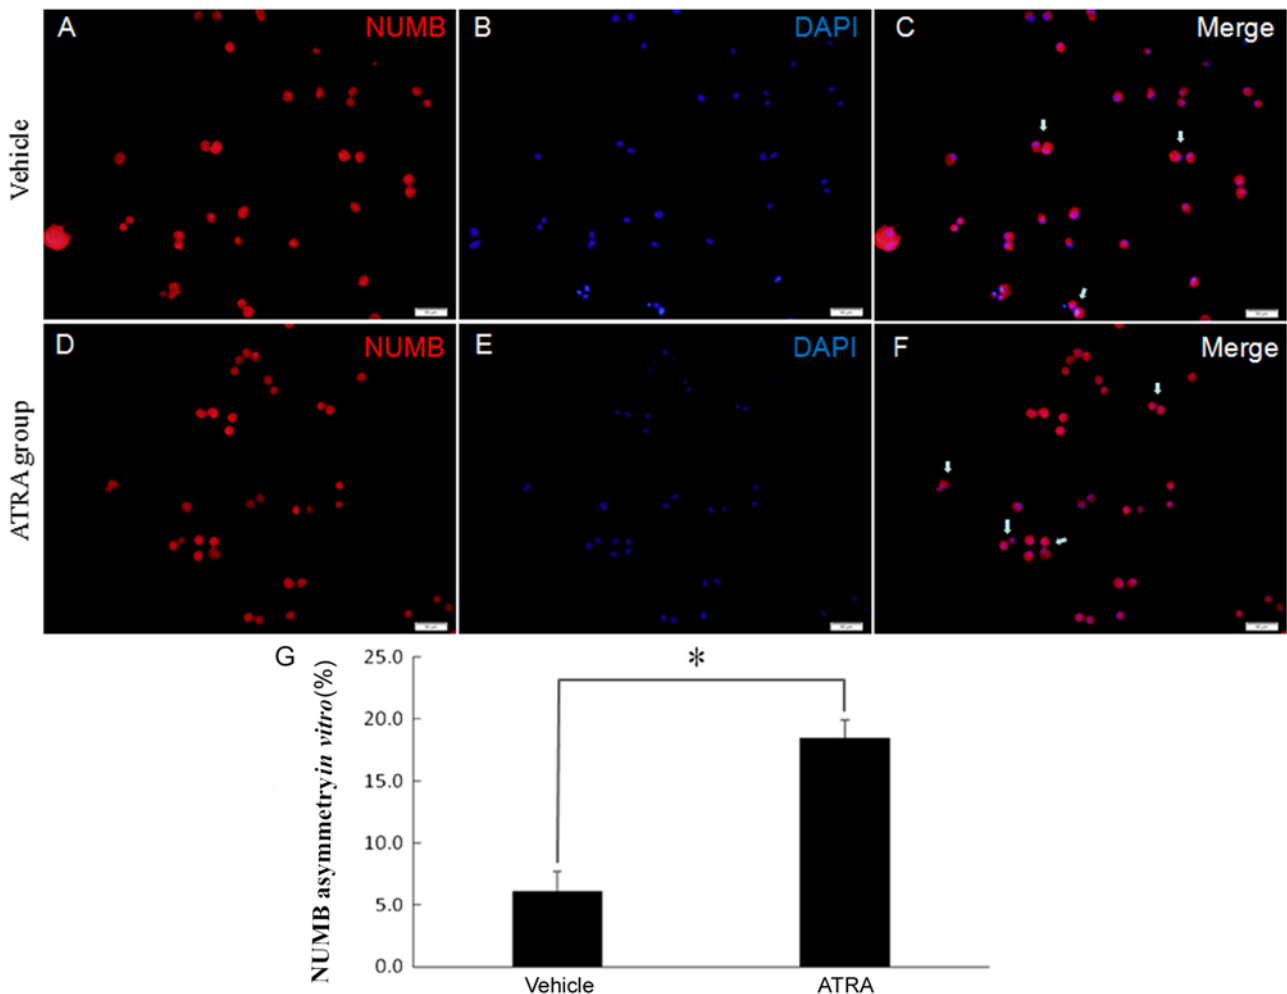 A NUMB
B DAPI
C Merge
Vehicle
D NUMB
E DAPI
F Merge
ATRA group
G
*
NUMB asymmetry in vitro (%)
25.0
20.0
15.0
10.0
5.0
0.0
Vehicle
ATRA